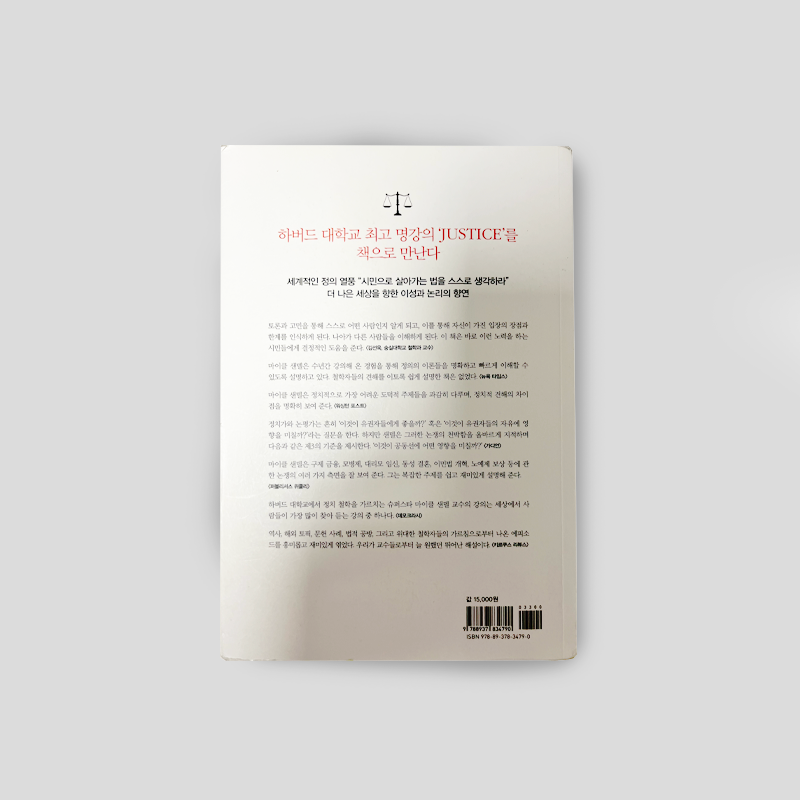 하버드 대학교 최고 명강의 'JUSTICE'를
책으로 만난다
세계적인 정의 열풍 "시민으로 살아가는 법을 스스로 생각하라"
더 나은 세상을 향한 이성과 논리의 향연
토론과 고민을 통해 스스로 어떤 사람인지 알게 되고, 이를 통해 자신이 가진 입장의 장점과
한계를 인식하게 된다. 나아가 다른 사람들을 이해하게 된다. 이 책은 바로 이런 노력을 하는
시민들에게 결정적인 도움을 준다. (김선욱, 숭실대학교 철학과 교수)
마이클 샌델은 수년간 강의해 온 경험을 통해 정의의 이론들을 명확하고 빠르게 이해할 수
있도록 설명하고 있다. 철학자들의 견해를 이토록 쉽게 설명한 책은 없었다. 〈뉴욕 타임스〉
마이클 샌델은 정치적으로 가장 어려운 도덕적 주제들을 과감히 다루며, 정치적 견해의 차이
점을 명확히 보여 준다. 〈워싱턴 포스트〉
정치가와 논평가는 흔히 '이것이 유권자들에게 좋을까?' 혹은 '이것이 유권자들의 자유에 영
향을 미칠까?'라는 질문을 한다. 하지만 샌델은 그러한 논쟁의 천박함을 올바르게 지적하며
다음과 같은 제3의 기준을 제시한다. '이것이 공동선에 어떤 영향을 미칠까?' 〈가디언〉
마이클 샌델은 구제 금융, 모병제, 대리모 임신, 동성 결혼, 이민법 개혁, 노예제 보상 등에 관
한 논쟁의 여러 가지 측면을 잘 보여 준다. 그는 복잡한 주제를 쉽고 재미있게 설명해 준다.
〈퍼블리셔스 위클리〉
하버드 대학교에서 정치 철학을 가르치는 슈퍼스타 마이클 샌델 교수의 강의는 세상에서 사
람들이 가장 많이 찾아 듣는 강의 중 하나다. 〈데모크라시〉
역사, 해외 토픽, 문헌 사례, 법적 공방, 그리고 위대한 철학자들의 가르침으로부터 나온 에피소
드를 흥미롭고 재미있게 엮었다. 우리가 교수들로부터 늘 원했던 뛰어난 해설이다. 〈커르쿠스 리뷰스〉
값 15,000원
03300
9 788937 834790
ISBN 978-89-378-3479-0